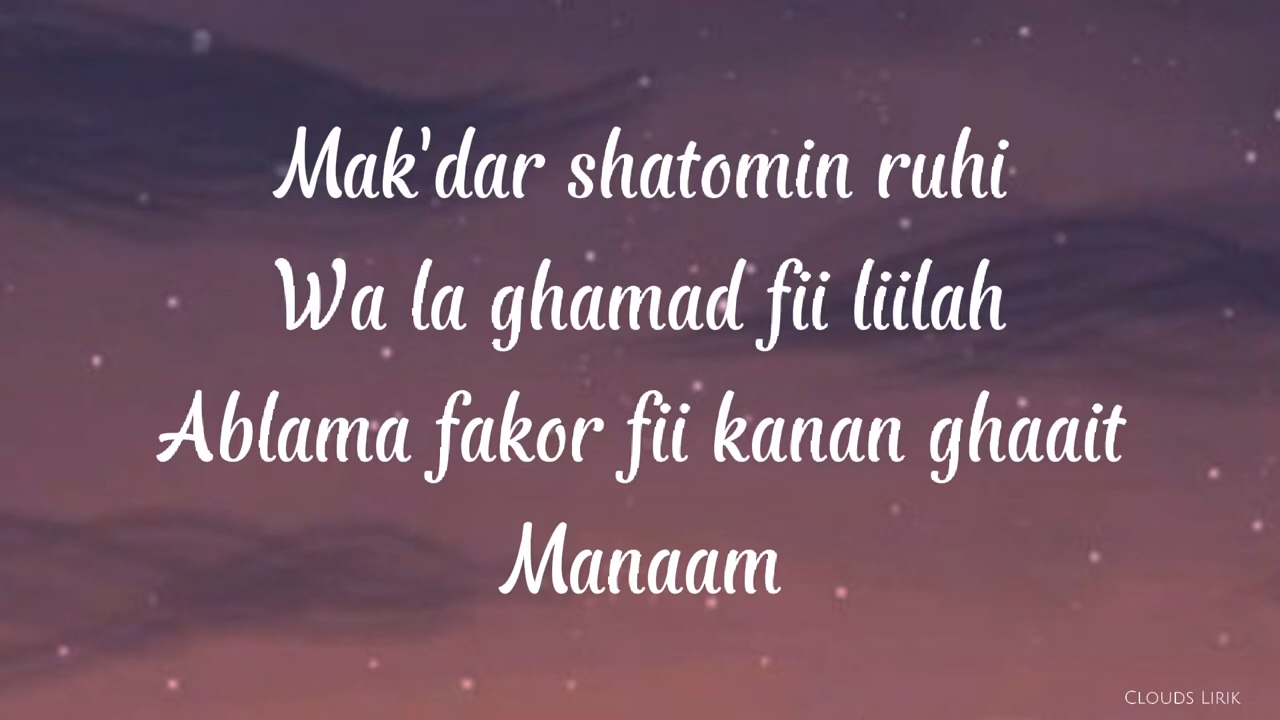 Mak'dar shatomin ruhi
Wa la ghamad fii liilah
Ablama fakor fii kanan ghaait
Manaam
Clouds Lirik